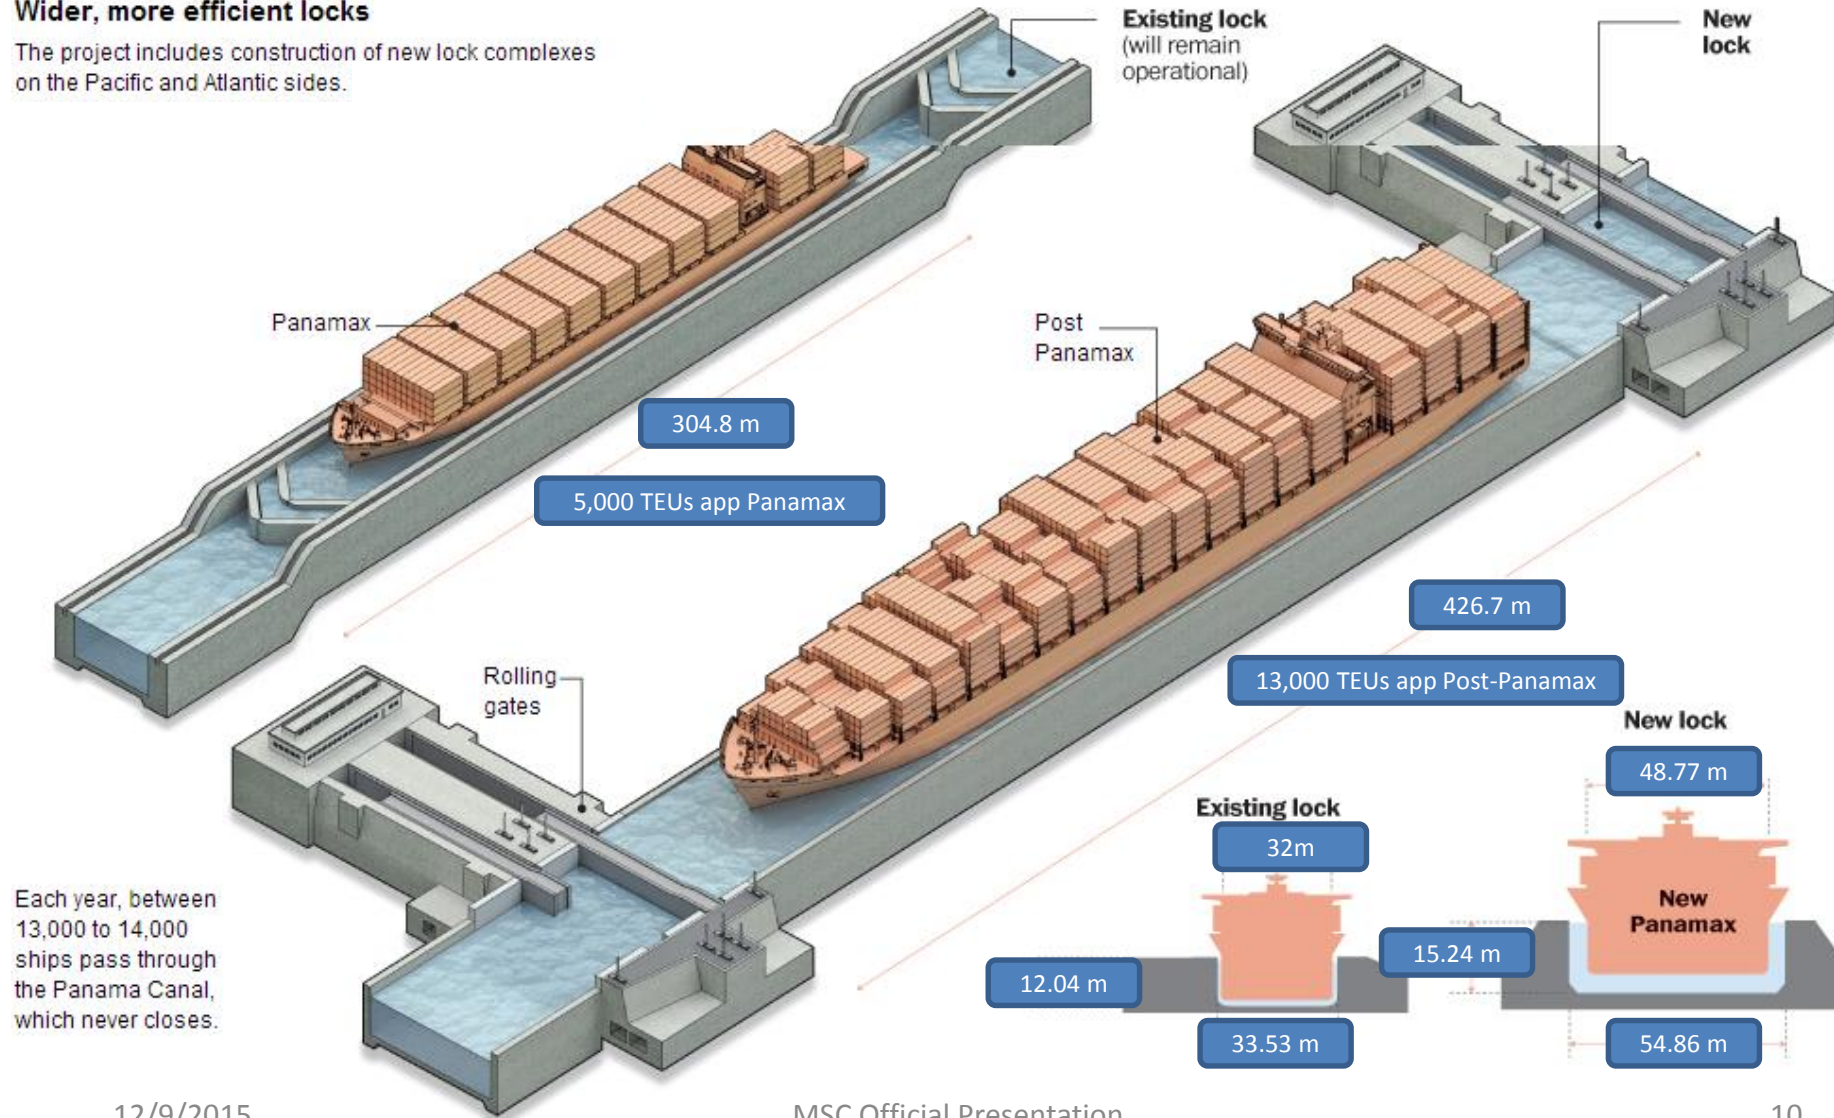 Wider, more efficient locks
The project includes construction of new lock complexes
on the Pacific and Atlantic sides.
Existing lock
(will remain
operational)
New
lock
Panamax
Post
Panamax
304.8 m
5,000 TEUs app Panamax
426.7 m
13,000 TEUs app Post-Panamax
Rolling
gates
New lock
48.77 m
Existing lock
32m
New
Panamax
15.24 m
12.04 m
33.53 m
54.86 m
Each year, between
13,000 to 14,000
ships pass through
the Panama Canal,
which never closes.
12/9/2015
MSC Official Presentation
10